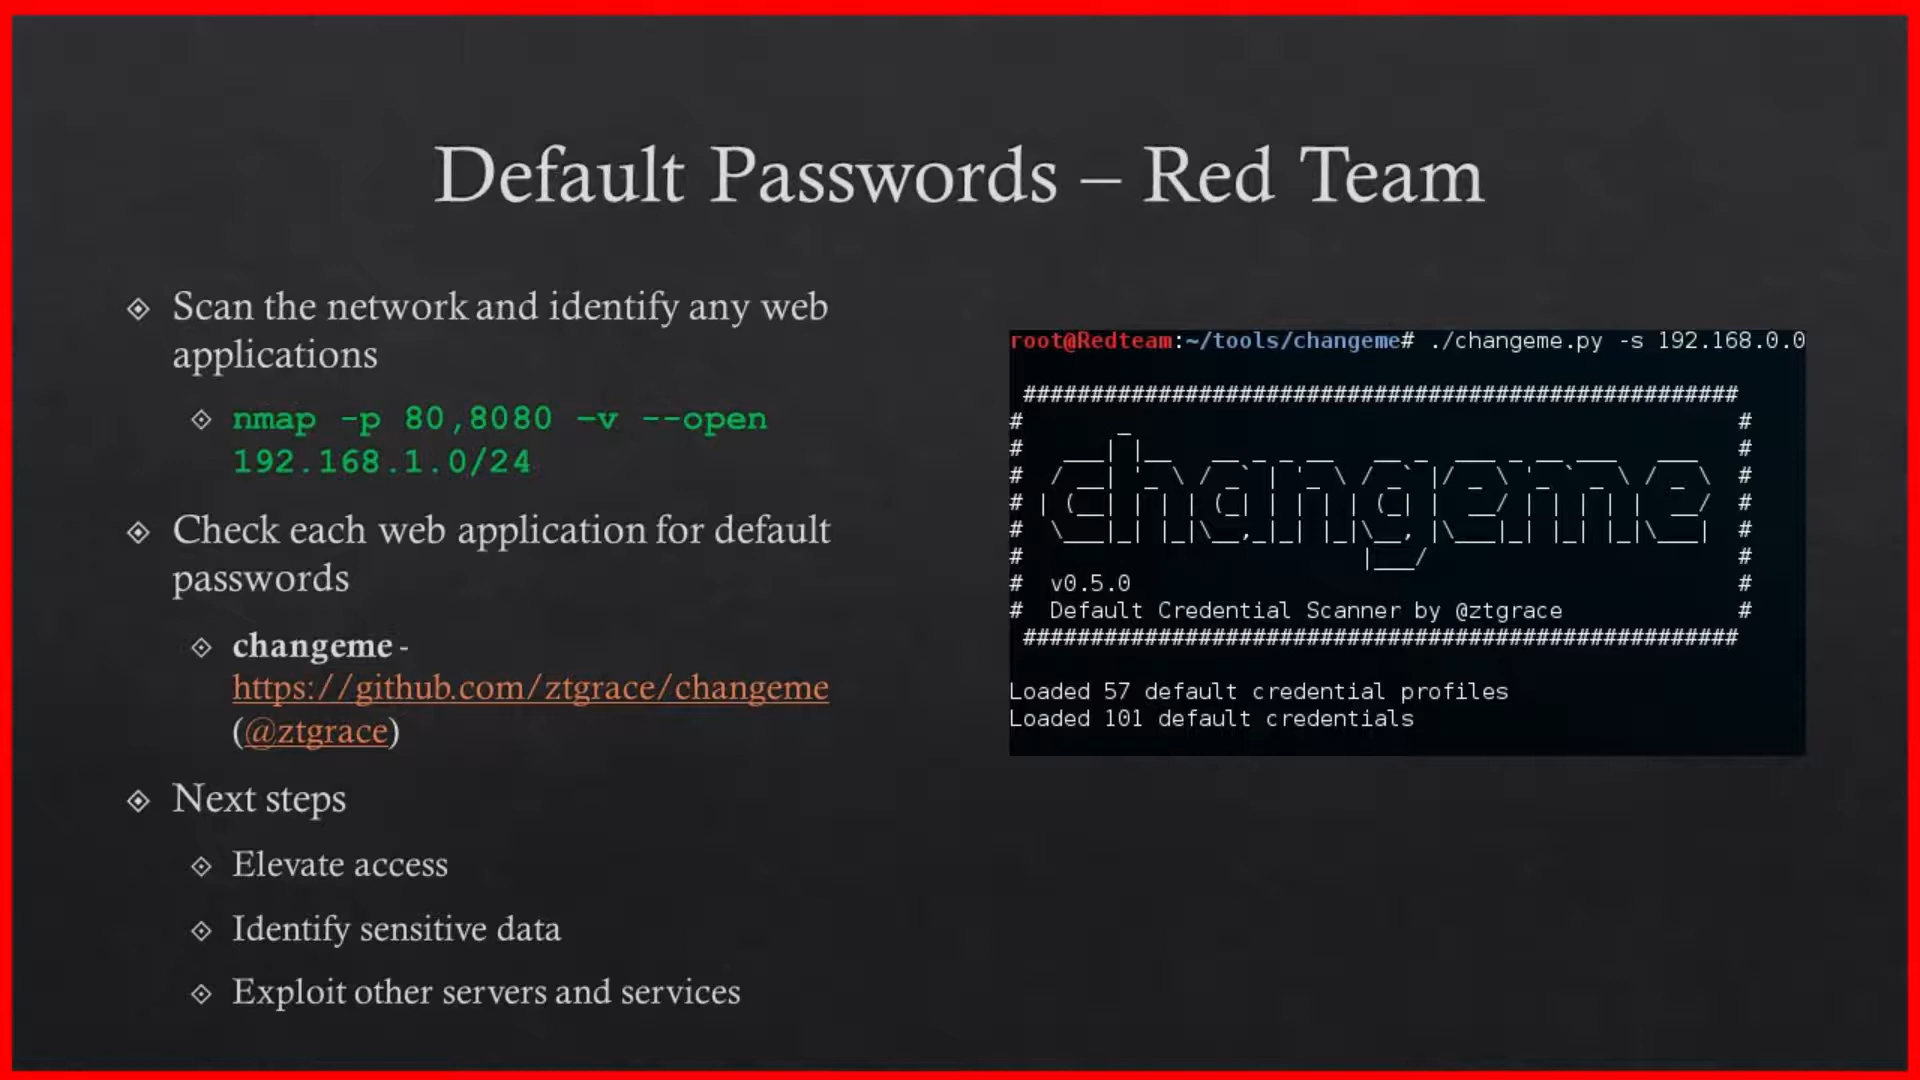 Default Passwords – Red Team
Scan the network and identify any web
applications
nmap -p 80,8080 –v --open
192.168.1.0/24
Check each web application for default
passwords
changeme -
https://github.com/ztgrace/changeme
(@ztgrace)
Next steps
Elevate access
Identify sensitive data
Exploit other servers and services
root@Redteam:~/tools/changeme# ./changeme.py -s 192.168.0.0
#####################################################
changeme
# v0.5.0 #
# Default Credential Scanner by @ztgrace #
#####################################################
Loaded 57 default credential profiles
Loaded 101 default credentials